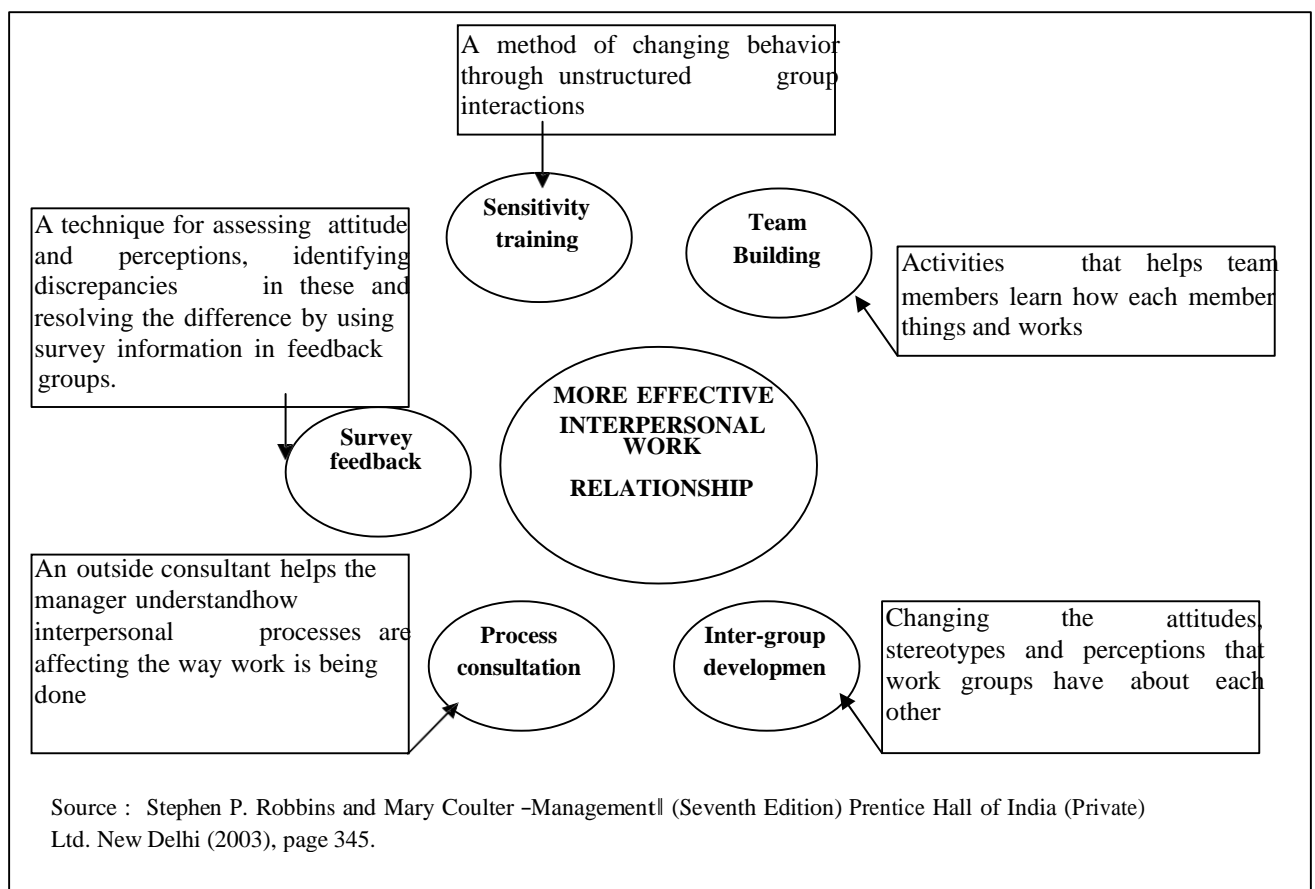 A method of changing behavior
through unstructured group
interactions
Sensitivity
training
Team
Building
A technique for assessing attitude
and perceptions, identifying
discrepancies in these and
resolving the difference by using
survey information in feedback
groups.
Activities that helps team
members learn how each member
things and works
MORE EFFECTIVE
INTERPERSONAL
WORK
RELATIONSHIP
Survey
feedback
An outside consultant helps the
manager understandhow
interpersonal processes are
affecting the way work is being
done
Process
consultation
Inter-group
developmen
Changing the attitudes,
stereotypes and perceptions that
work groups have about each
other
Source : Stephen P. Robbins and Mary Coulter –Management‖ (Seventh Edition) Prentice Hall of India (Private)
Ltd. New Delhi (2003), page 345.